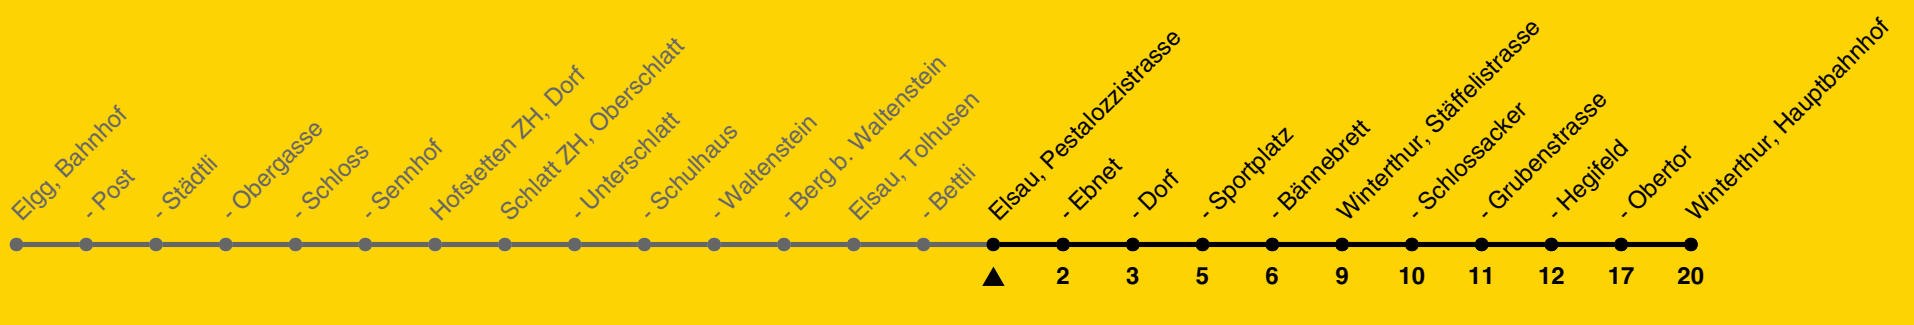 Elgg, Bahnhof
- Post
- Städtli
- Obergasse
- Schloss
- Sennhof
Hofstetten ZH, Dorf
Schlatt ZH, Oberschlatt
- Unterschlatt
- Schulhaus
- Waltenstein
- Berg b. Waltenstein
Elsau, Tolhusen
- Bettli
Elsau, Pestalozzistrasse
- Ebnet
- Dorf
- Sportplatz
- Bännebrett
Winterthur, Stäffelistrasse
- Schlossacker
- Grubenstrasse
- Hegifeld
- Obertor
Winterthur, Hauptbahnhof
2 3 5 6 9 10 11 12 17 20